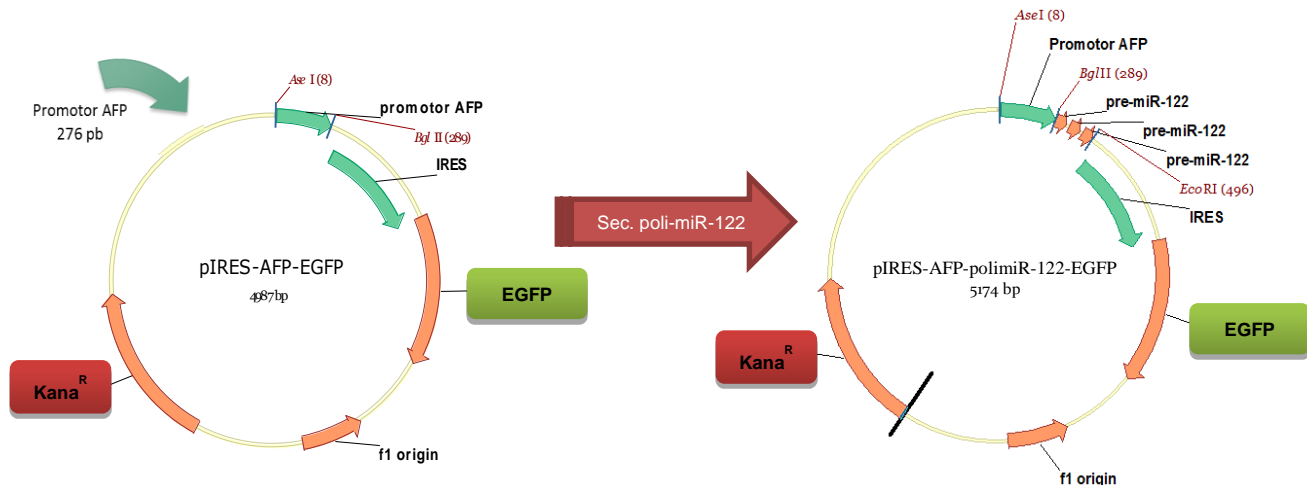 Promotor AFP
276 pb
Ase I (8)
promotor AFP
Bgl II (289)
IRES
pIRES-AFP-EGFP
4987bp
EGFP
Kana R
f1 origin
Sec. poli-miR-122
AseI (8)
Promotor AFP
BglII (289)
pre-miR-122
pre-miR-122
pre-miR-122
EcoRI (496)
IRES
pIRES-AFP-polimiR-122-EGFP
5174 bp
EGFP
Kana R
f1 origin